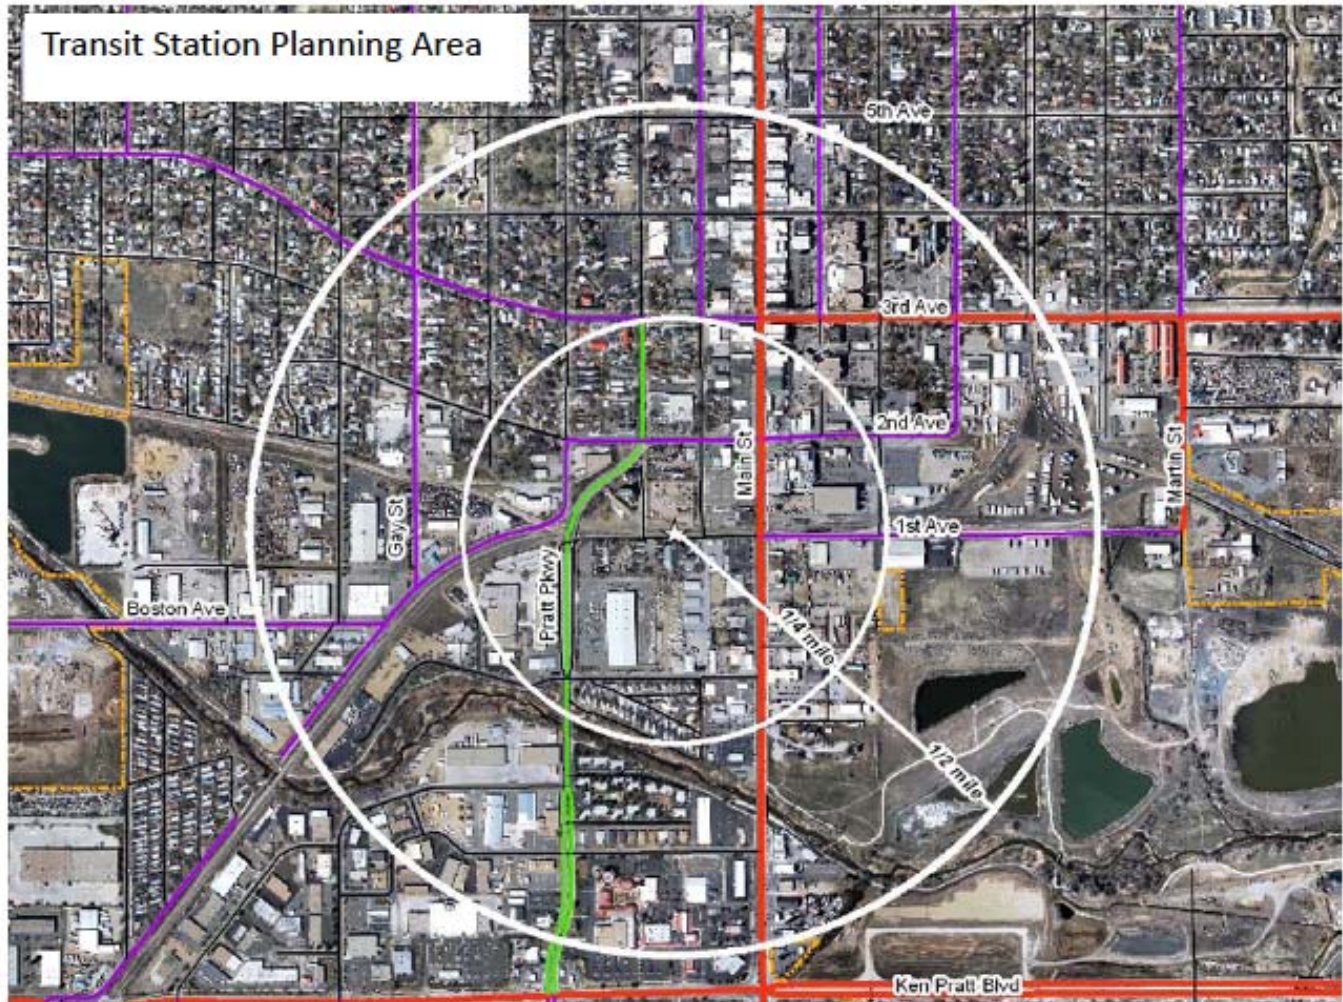 Transit Station Planning Area
5th Ave
3rd Ave
2nd Ave
Main St
Martin St
1st Ave
Gay St
Pratt Pkwy
Boston Ave
1/4 mile
1/2 mile
Ken Pratt Blvd